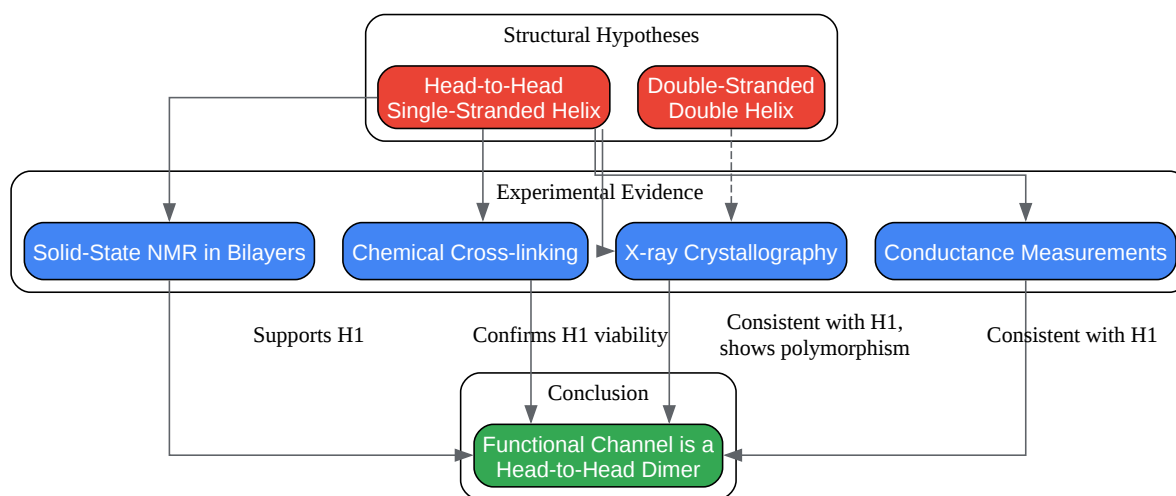 Structural Hypotheses
Head-to-Head
Single-Stranded Helix
Double-Stranded
Double Helix
Experimental Evidence
Solid-State NMR in Bilayers
Chemical Cross-linking
X-ray Crystallography
Conductance Measurements
Supports H1
Confirms H1 viability
Consistent with H1,
shows polymorphism
Consistent with H1
Conclusion
Functional Channel is a
Head-to-Head Dimer